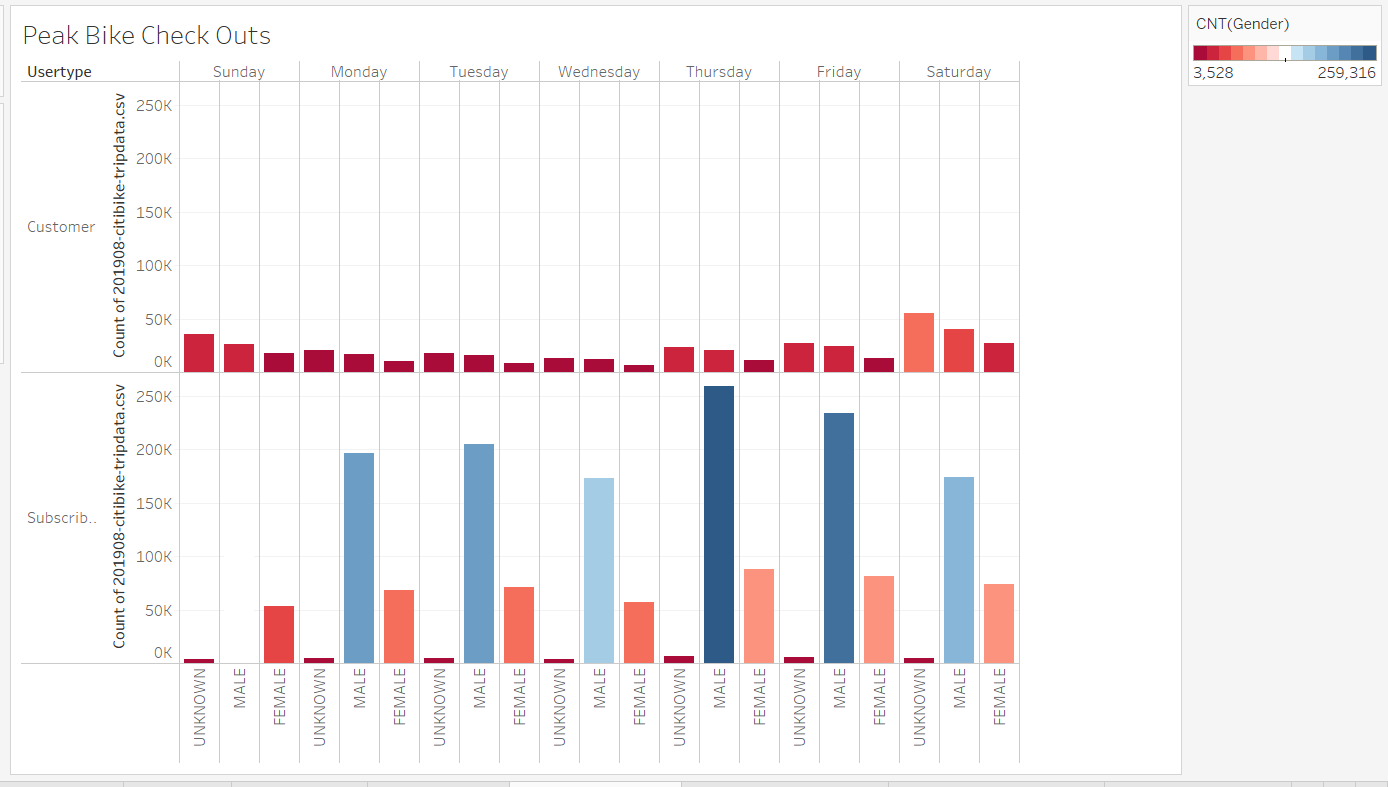 Peak Bike Check Outs
CNT(Gender)
3,528 259,316
Usertype Sunday Monday Tuesday Wednesday Thursday Friday Saturday
Customer
Count of 201908-citibike-tripdata.csv
250K
200K
150K
100K
50K
0K
Subscrib..
Count of 201908-citibike-tripdata.csv
250K
200K
150K
100K
50K
0K
UNKNOWN
MALE
FEMALE
UNKNOWN
MALE
FEMALE
UNKNOWN
MALE
FEMALE
UNKNOWN
MALE
FEMALE
UNKNOWN
MALE
FEMALE
UNKNOWN
MALE
FEMALE
UNKNOWN
MALE
FEMALE